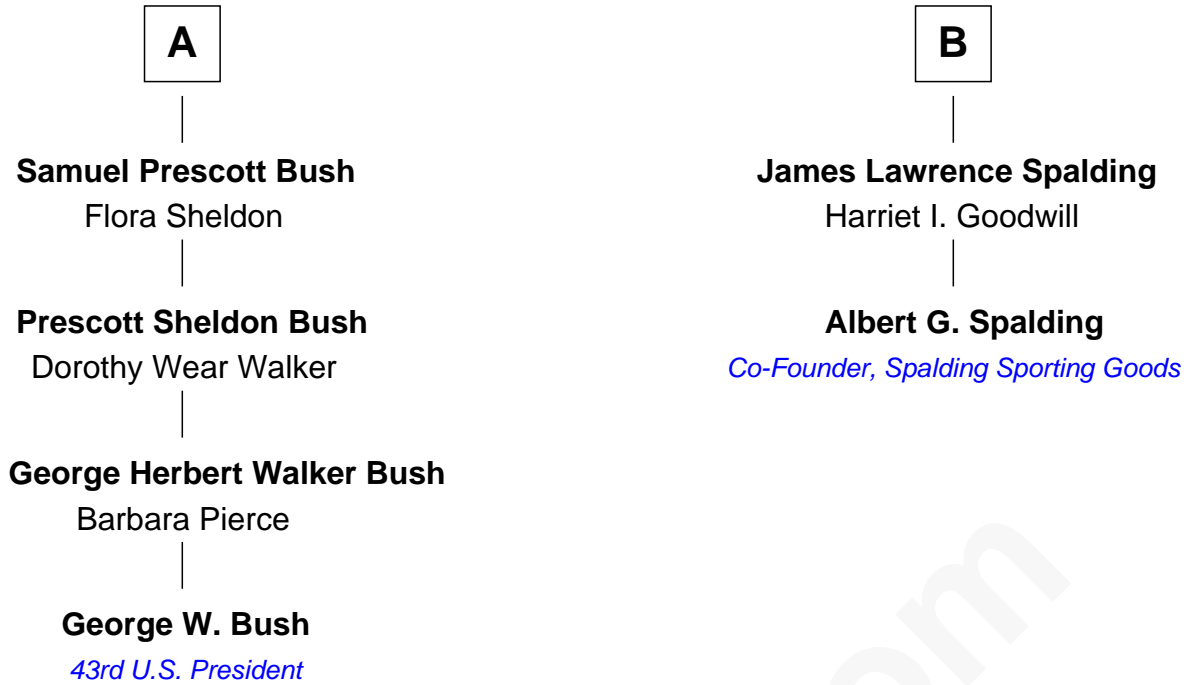 A
Samuel Prescott Bush
Flora Sheldon
Prescott Sheldon Bush
Dorothy Wear Walker
George Herbert Walker Bush
Barbara Pierce
George W. Bush
43rd U.S. President
B
James Lawrence Spalding
Harriet I. Goodwill
Albert G. Spalding
Co-Founder, Spalding Sporting Goods
om